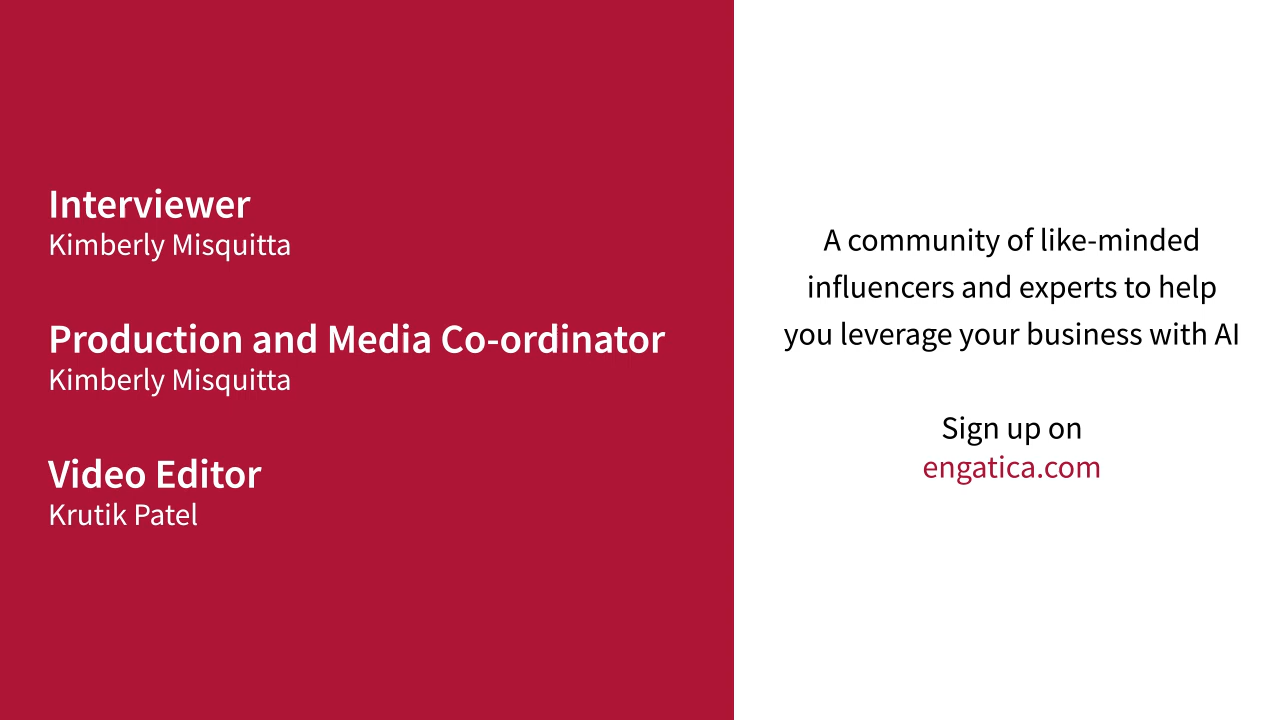 Interviewer
Kimberly Misquitta
Production and Media Co-ordinator
Kimberly Misquitta
Video Editor
Krutik Patel
A community of like-minded
influencers and experts to help
you leverage your business with AI
Sign up on
engatica.com